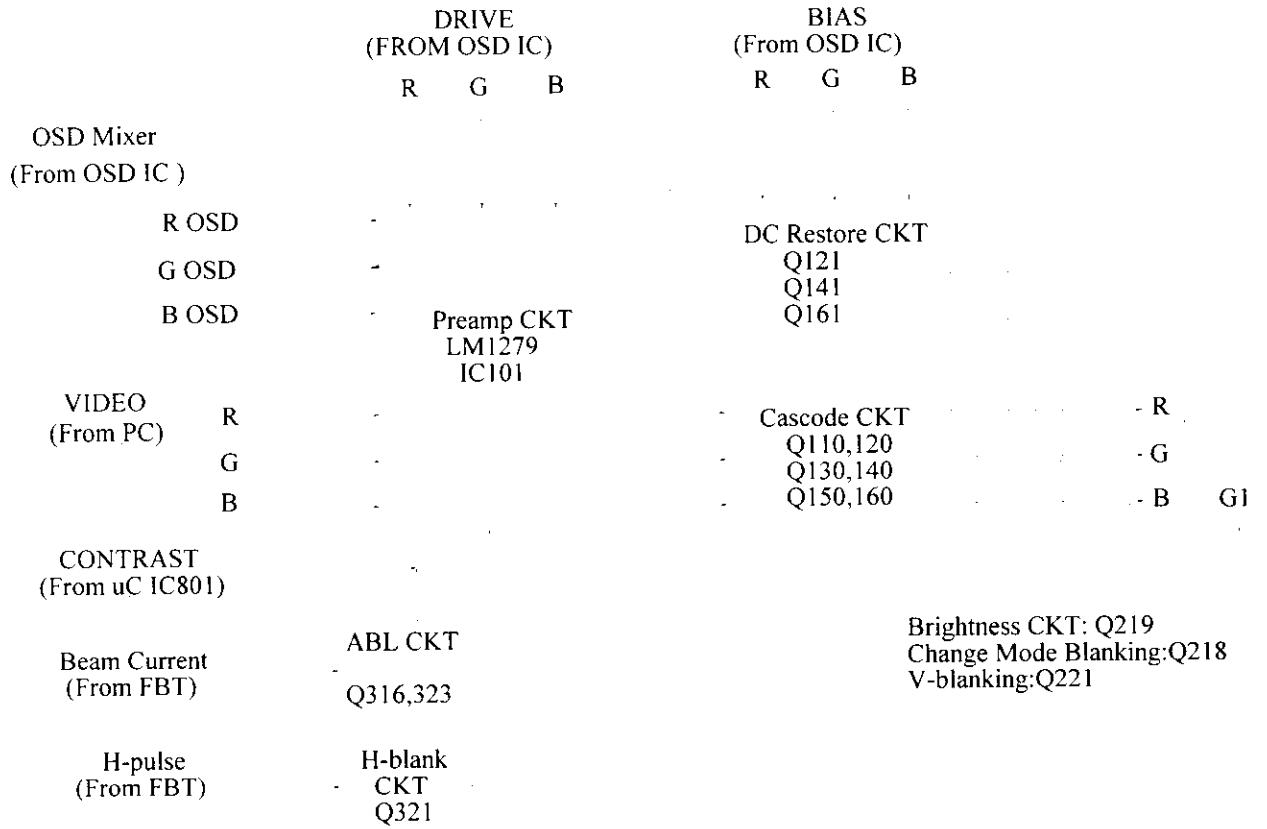 DRIVE
(FROM OSD IC)
R G B
BIAS
(From OSD IC)
R G B
OSD Mixer
(From OSD IC )
R OSD
G OSD
B OSD
DC Restore CKT
Q121
Q141
Q161
Preamp CKT
LM1279
IC101
VIDEO
(From PC)
R
G
B
Cascode CKT
Q110,120
Q130,140
Q150,160
R
G
B G1
CONTRAST
(From uC IC801)
Beam Current
(From FBT)
ABL CKT
Q316,323
Brightness CKT: Q219
Change Mode Blanking:Q218
V-blanking:Q221
H-pulse
(From FBT)
H-blank
CKT
Q321